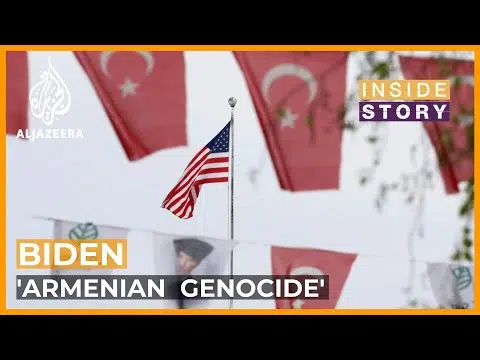 ALJAZEERA
INSIDE
STORY
BIDEN
'ARMENIAN GENOCIDE'